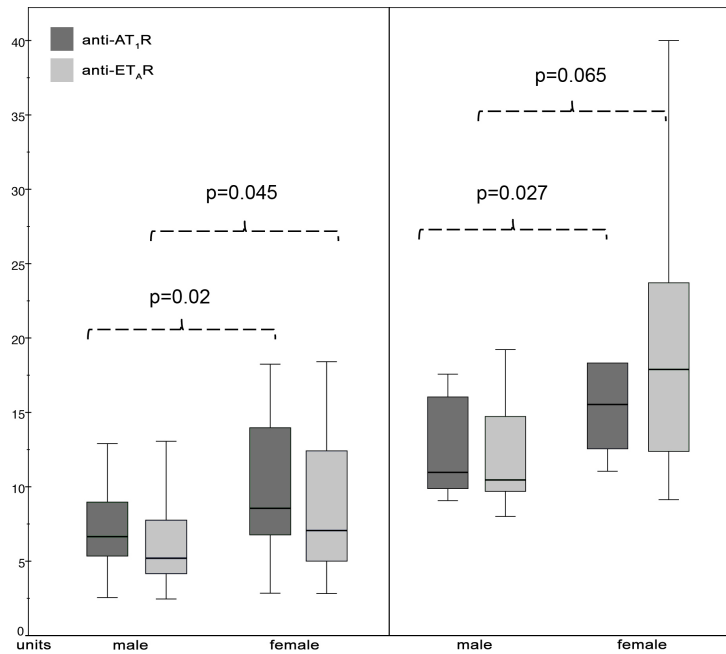 40
anti-AT₁R
anti-ETₐR
p=0.065
35
30
p=0.045
p=0.027
25
p=0.02
20
15
10
5
0
units male female male female